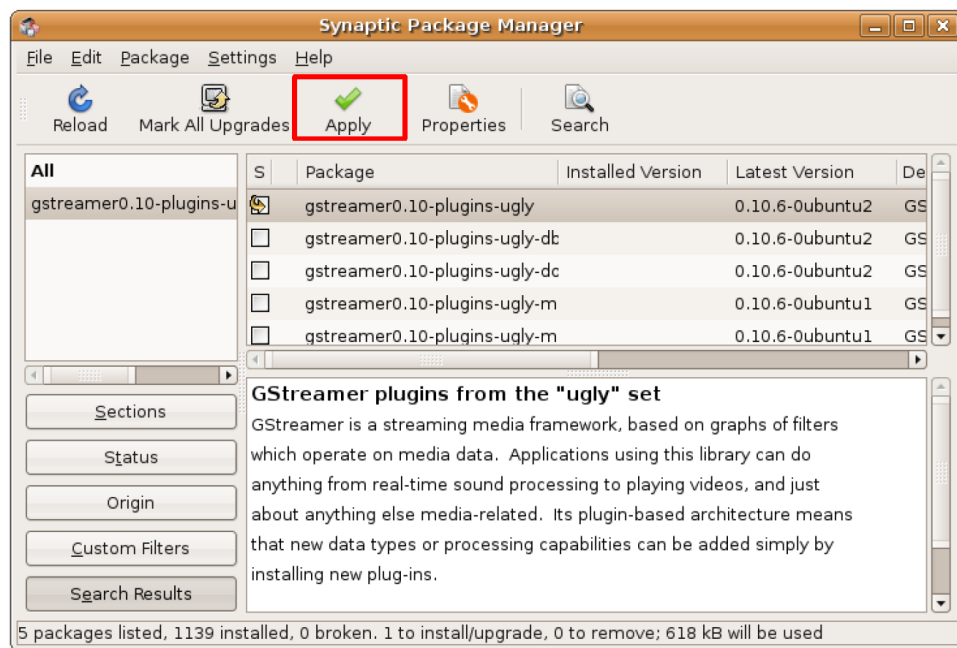 Synaptic Package Manager
File Edit Package Settings Help
Reload Mark All Upgrades Apply Properties Search
All
gstreamer0.10-plugins-u
S Package Installed Version Latest Version De
gstreamer0.10-plugins-ugly 0.10.6-0ubuntu2 GS
gstreamer0.10-plugins-ugly-db 0.10.6-0ubuntu2 GS
gstreamer0.10-plugins-ugly-dc 0.10.6-0ubuntu2 GS
gstreamer0.10-plugins-ugly-m 0.10.6-0ubuntu1 GS
gstreamer0.10-plugins-ugly-m 0.10.6-0ubuntu1 GS
Sections
Status
Origin
Custom Filters
Search Results
GStreamer plugins from the "ugly" set
GStreamer is a streaming media framework, based on graphs of filters
which operate on media data. Applications using this library can do
anything from real-time sound processing to playing videos, and just
about anything else media-related. Its plugin-based architecture means
that new data types or processing capabilities can be added simply by
installing new plug-ins.
5 packages listed, 1139 installed, 0 broken. 1 to install/upgrade, 0 to remove; 618 kB will be used